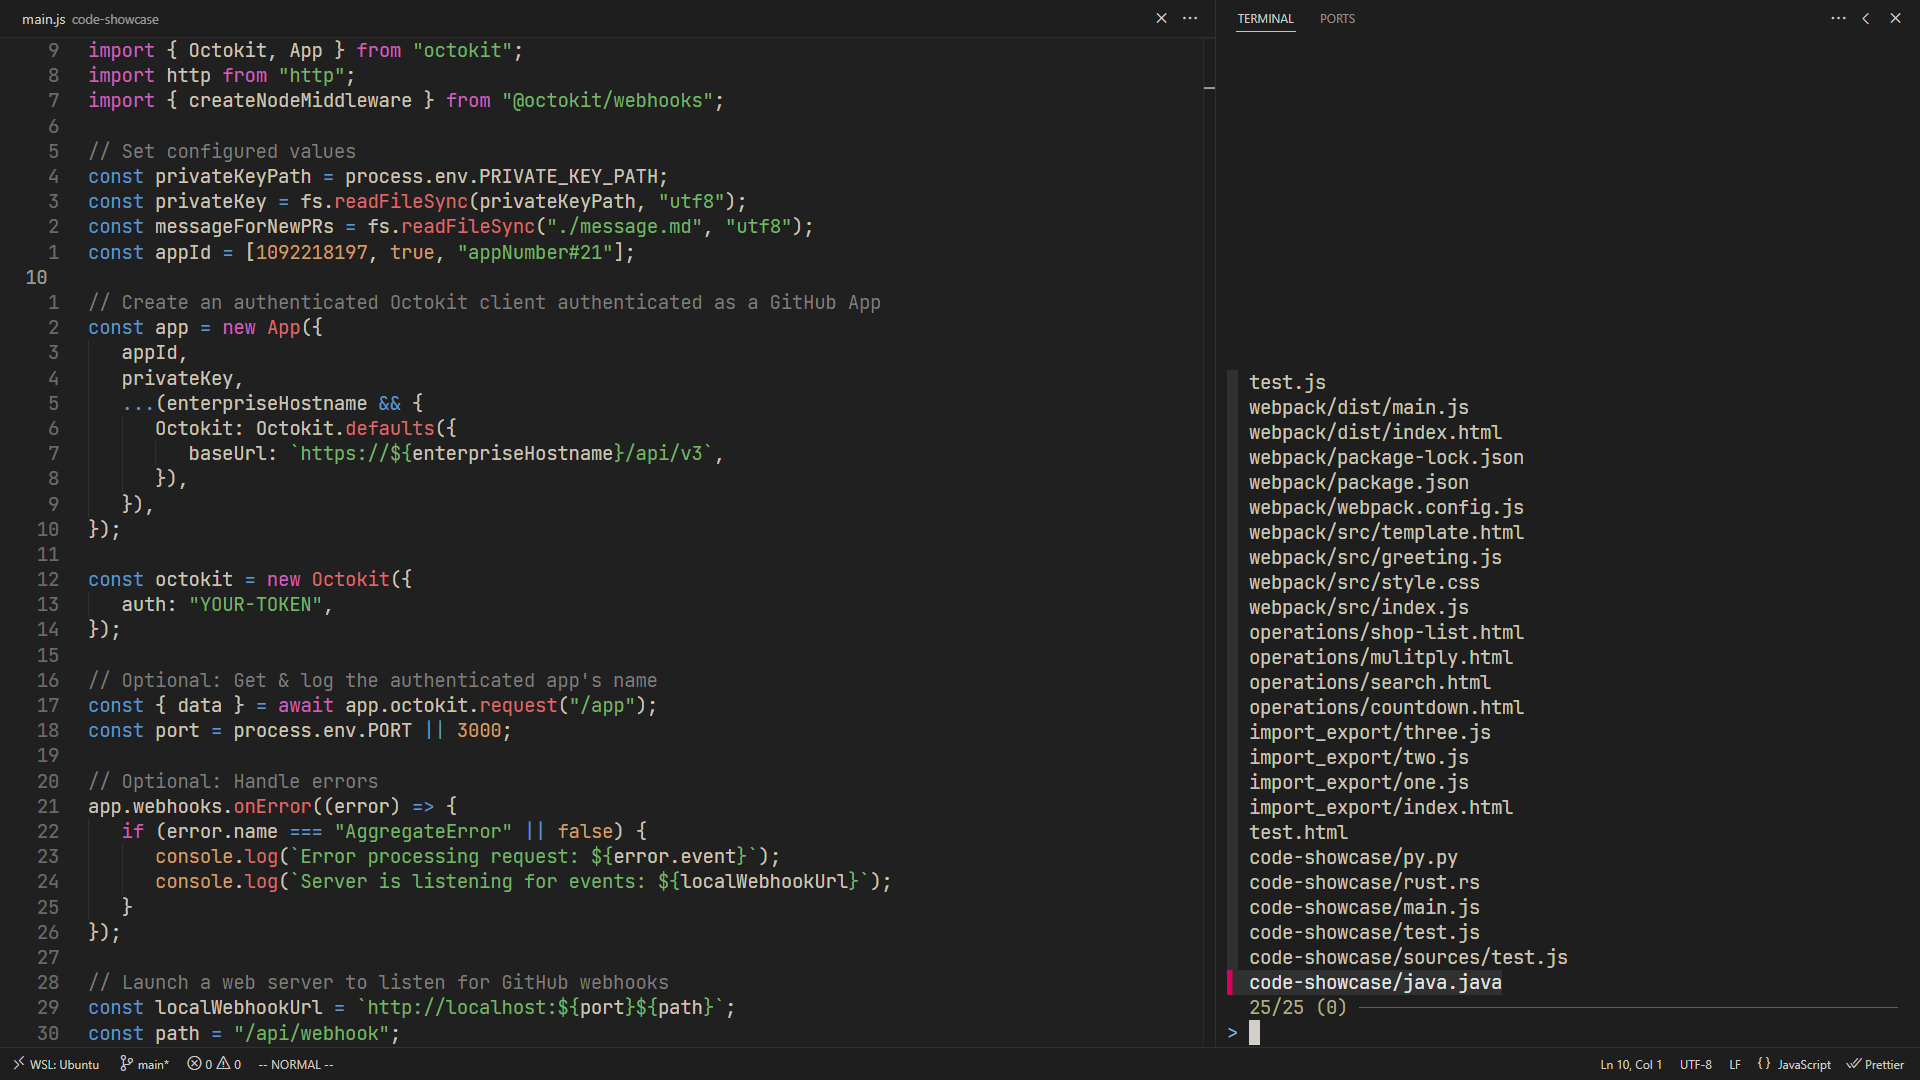 main.js code-showcase
9 import { Octokit, App } from "octokit";
8 import http from "http";
7 import { createNodeMiddleware } from "@octokit/webhooks";
6
5 // Set configured values
4 const privateKeyPath = process.env.PRIVATE_KEY_PATH;
3 const privateKey = fs.readFileSync(privateKeyPath, "utf8");
2 const messageForNewPRs = fs.readFileSync("./message.md", "utf8");
1 const appId = [1092218197, true, "appNumber#21"];
10
1 // Create an authenticated Octokit client authenticated as a GitHub App
2 const app = new App({
3 appId,
4 privateKey,
5 ...(enterpriseHostname && {
6 Octokit: Octokit.defaults({
7 baseUrl: `https://${enterpriseHostname}/api/v3`,
8 }),
9 }),
10 });
11
12 const octokit = new Octokit({
13 auth: "YOUR-TOKEN",
14 });
15
16 // Optional: Get & log the authenticated app's name
17 const { data } = await app.octokit.request("/app");
18 const port = process.env.PORT || 3000;
19
20 // Optional: Handle errors
21 app.webhooks.onError((error) => {
22 if (error.name === "AggregateError" || false) {
23 console.log(`Error processing request: ${error.event}`);
24 console.log(`Server is listening for events: ${localWebhookUrl}`);
25 }
26 });
27
28 // Launch a web server to listen for GitHub webhooks
29 const localWebhookUrl = `http://localhost:${port}${path}`;
30 const path = "/api/webhook";
TERMINAL PORTS
test.js
webpack/dist/main.js
webpack/dist/index.html
webpack/package-lock.json
webpack/package.json
webpack/webpack.config.js
webpack/src/template.html
webpack/src/greeting.js
webpack/src/style.css
webpack/src/index.js
operations/shop-list.html
operations/mulitply.html
operations/search.html
operations/countdown.html
import_export/three.js
import_export/two.js
import_export/one.js
import_export/index.html
test.html
code-showcase/py.py
code-showcase/rust.rs
code-showcase/main.js
code-showcase/test.js
code-showcase/sources/test.js
code-showcase/java.java
25/25 (0)
>
WSL: Ubuntu main* 0 0 -- NORMAL -- Ln 10, Col 1 UTF-8 LF {} JavaScript Prettier